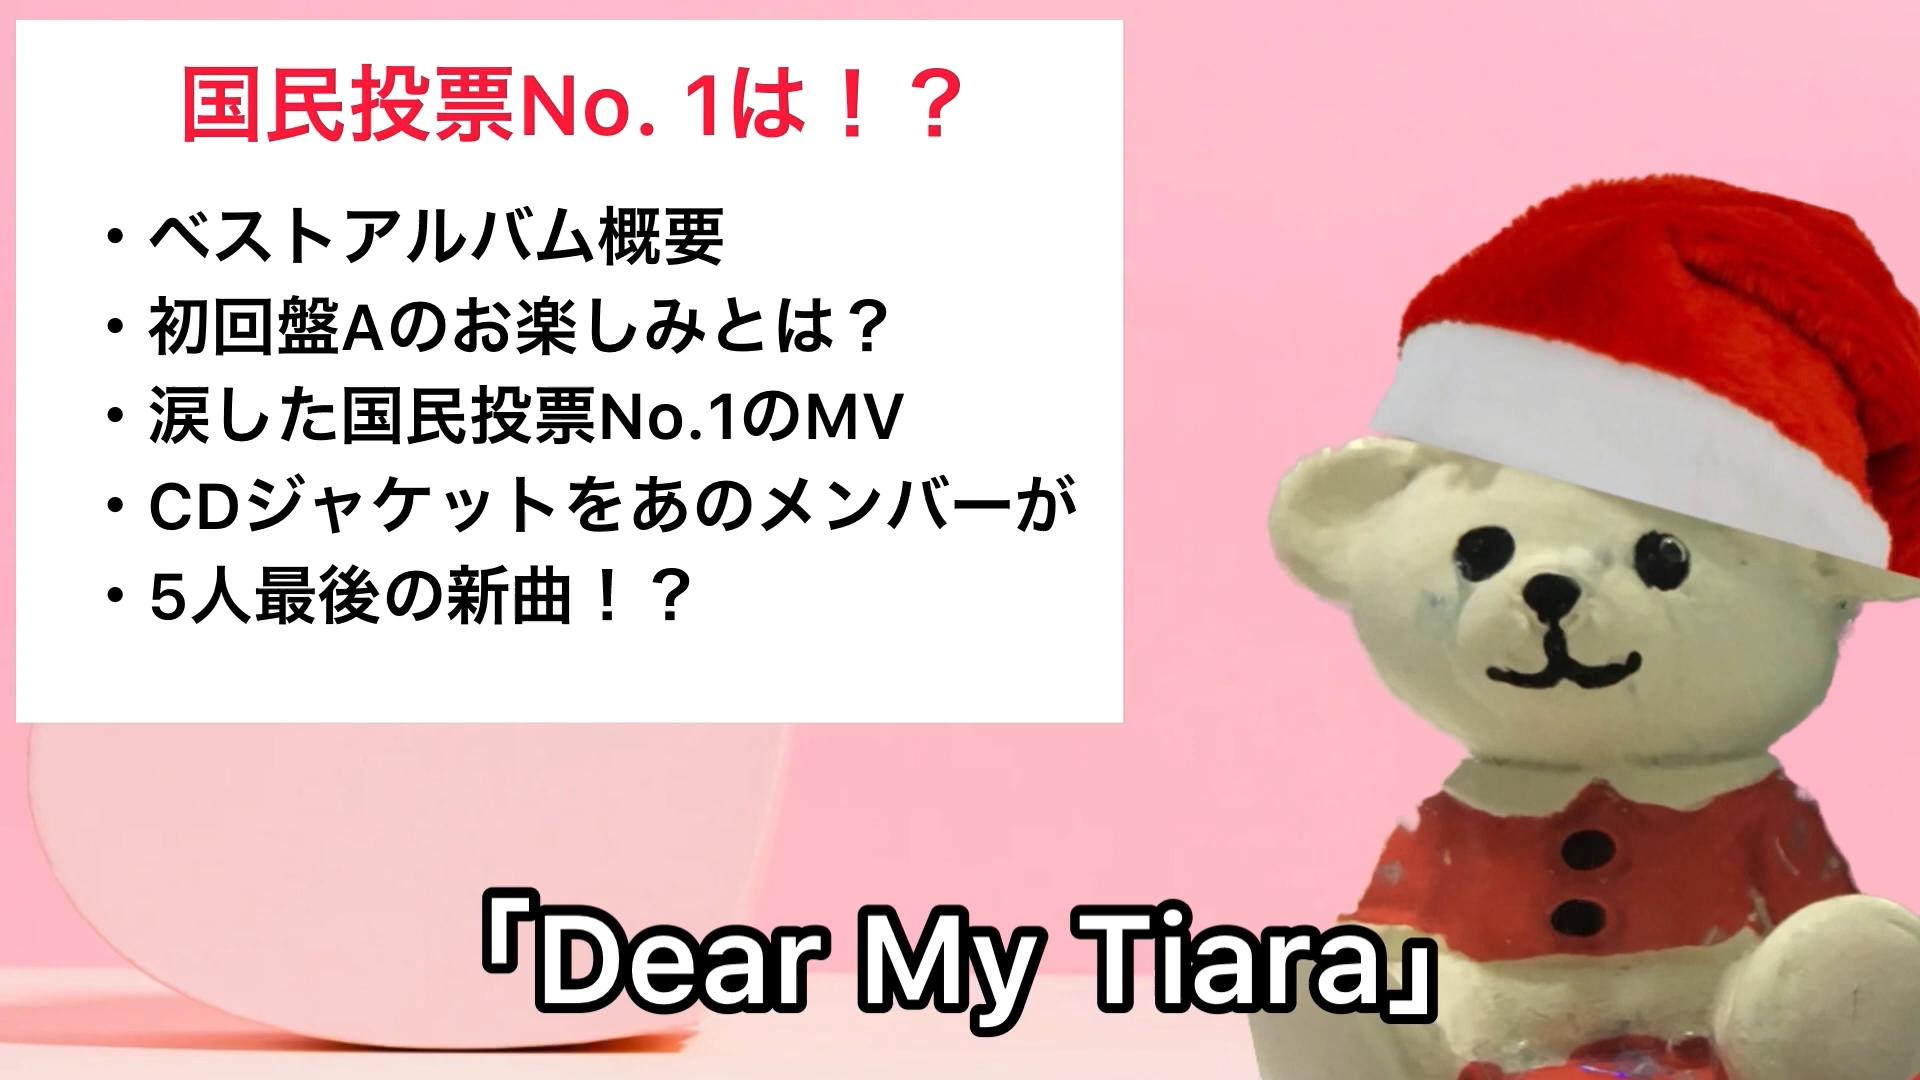 国民投票No. 1は！？
・ベストアルバム概要
・初回盤Aのお楽しみとは？
・涙した国民投票No.1のMV
・CDジャケットをあのメンバーが
・5人最後の新曲！？
「Dear My Tiara」